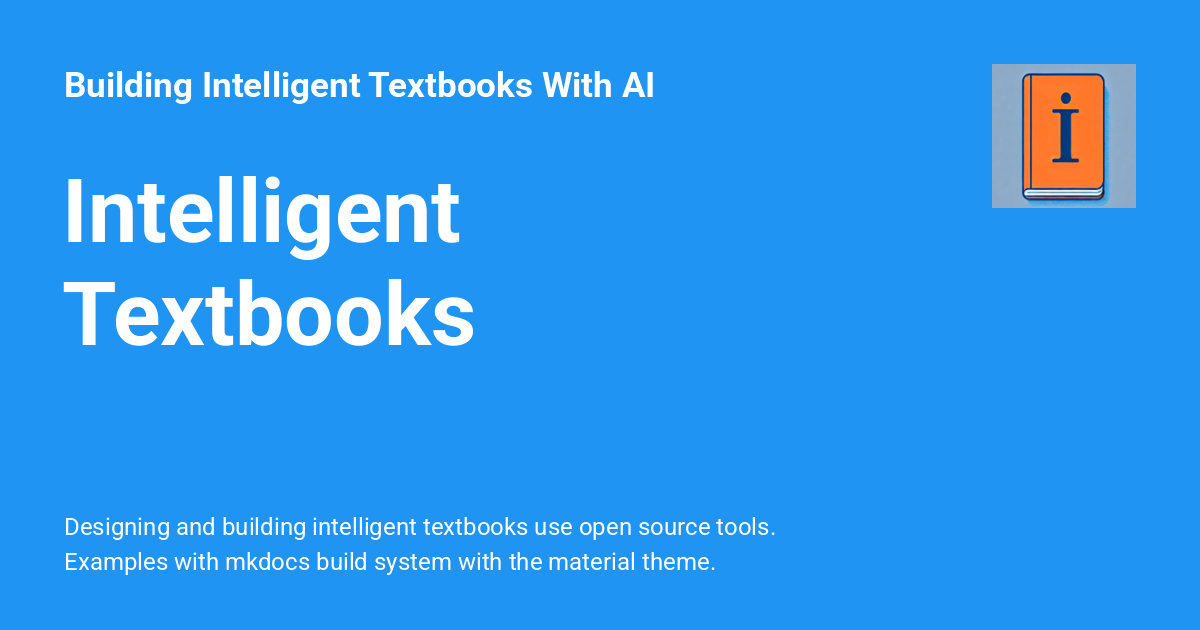 Building Intelligent Textbooks With AI
i
Intelligent
Textbooks
Designing and building intelligent textbooks use open source tools.
Examples with mkdocs build system with the material theme.